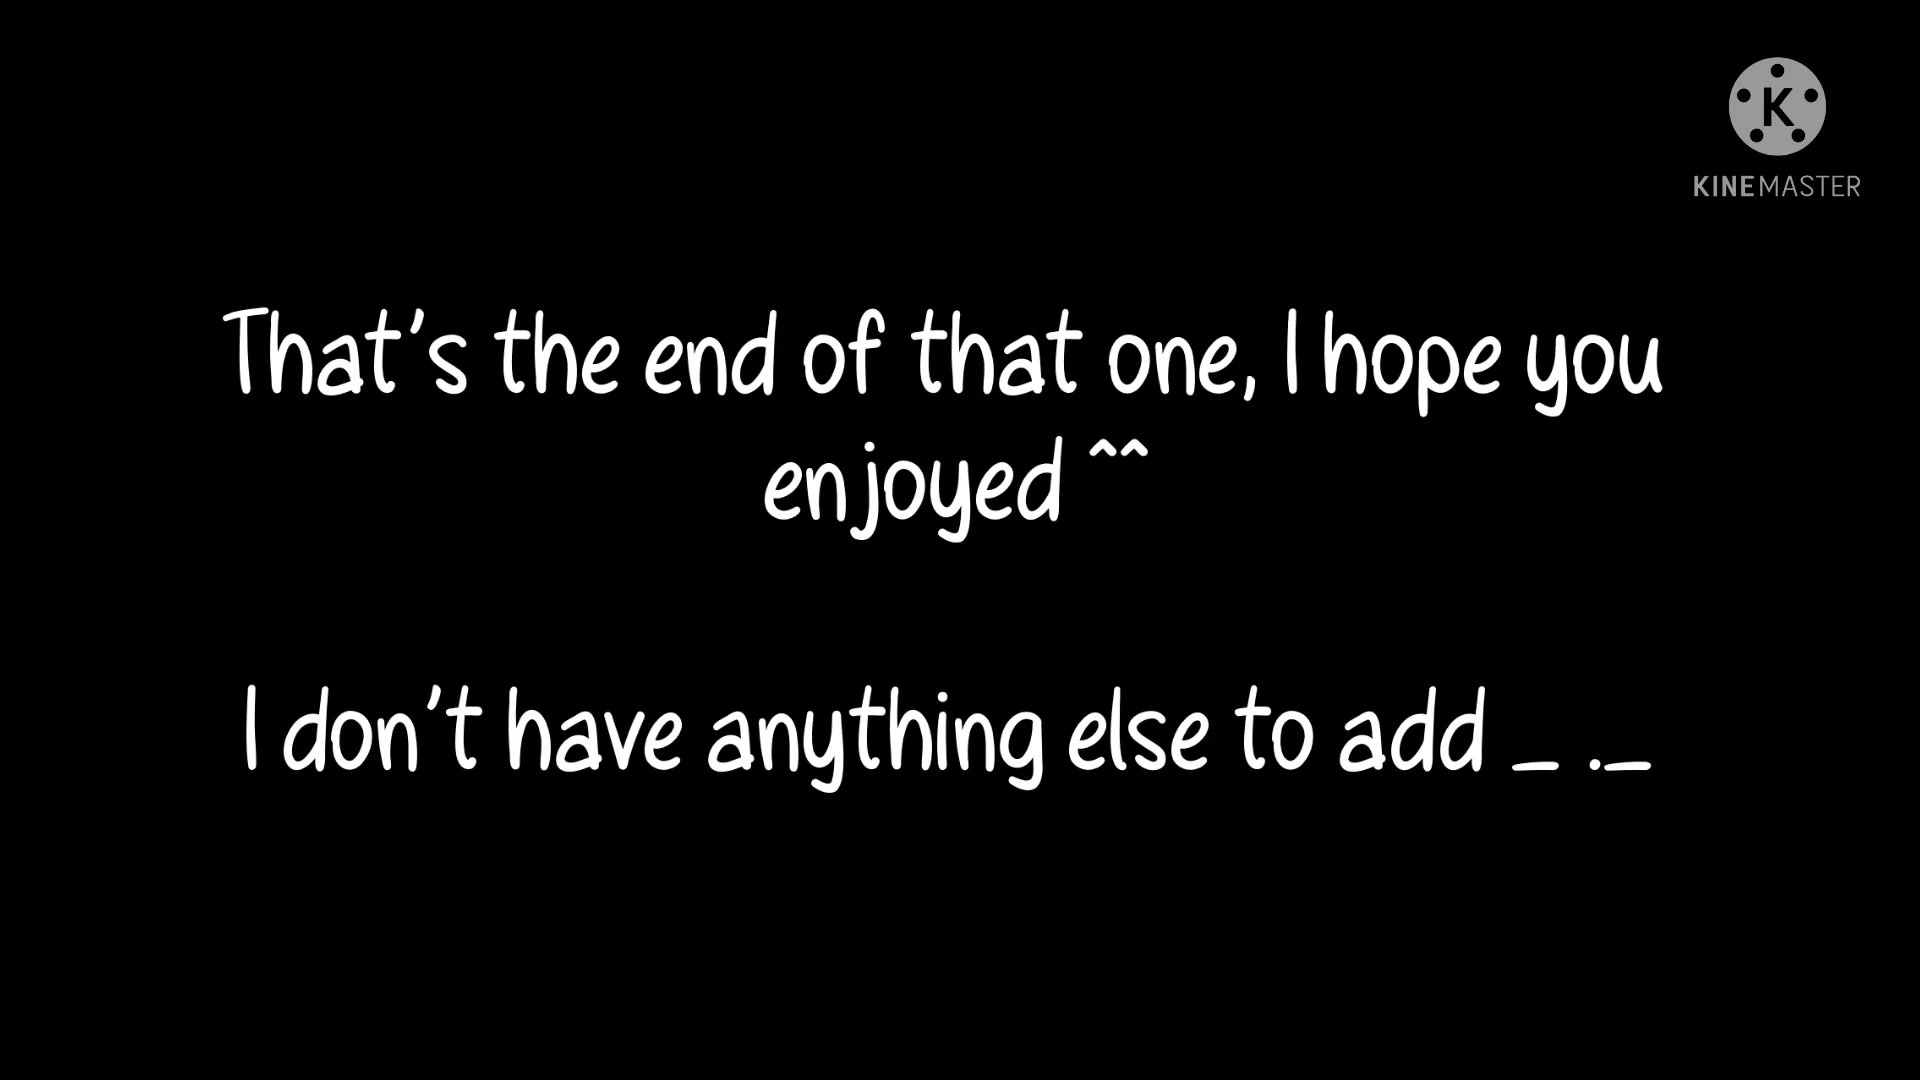 K
KINEMASTER
That's the end of that one, I hope you
enjoyed ^^
I don't have anything else to add _ ._